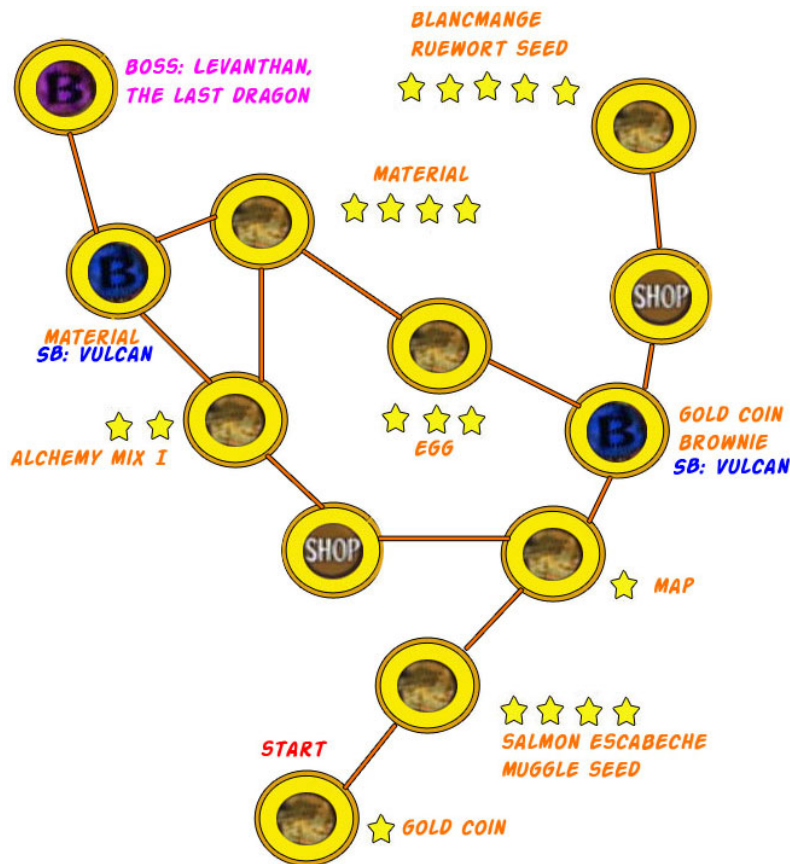 BLANCMANGE
RUEWORT SEED
BOSS: LEVANTHAN,
THE LAST DRAGON
B
MATERIAL
B
SHOP
MATERIAL
SB: VULCAN
GOLD COIN
BROWNIE
SB: VULCAN
B
EGG
ALCHEMY MIX I
SHOP
MAP
SALMON ESCABECHE
MUGGLE SEED
START
GOLD COIN